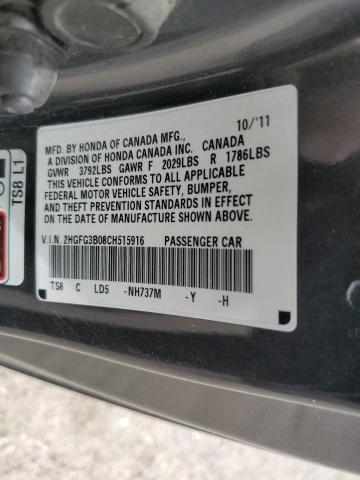 10/'11
MFD. BY HONDA OF CANADA MFG.,
A DIVISION OF HONDA CANADA INC. CANADA
GVWR 3792LBS GAWR F 2029LBS R 1786LBS
THIS VEHICLE CONFORMS TO ALL APPLICABLE
FEDERAL MOTOR VEHICLE SAFETY, BUMPER,
AND THEFT PREVENTION STANDARDS IN EFFECT
ON THE DATE OF MANUFACTURE SHOWN ABOVE.
V.I.N. 2HGFG3B08CH515916 PASSENGER CAR
TS8 C LD5 -NH737M -Y -H
TS8 L1